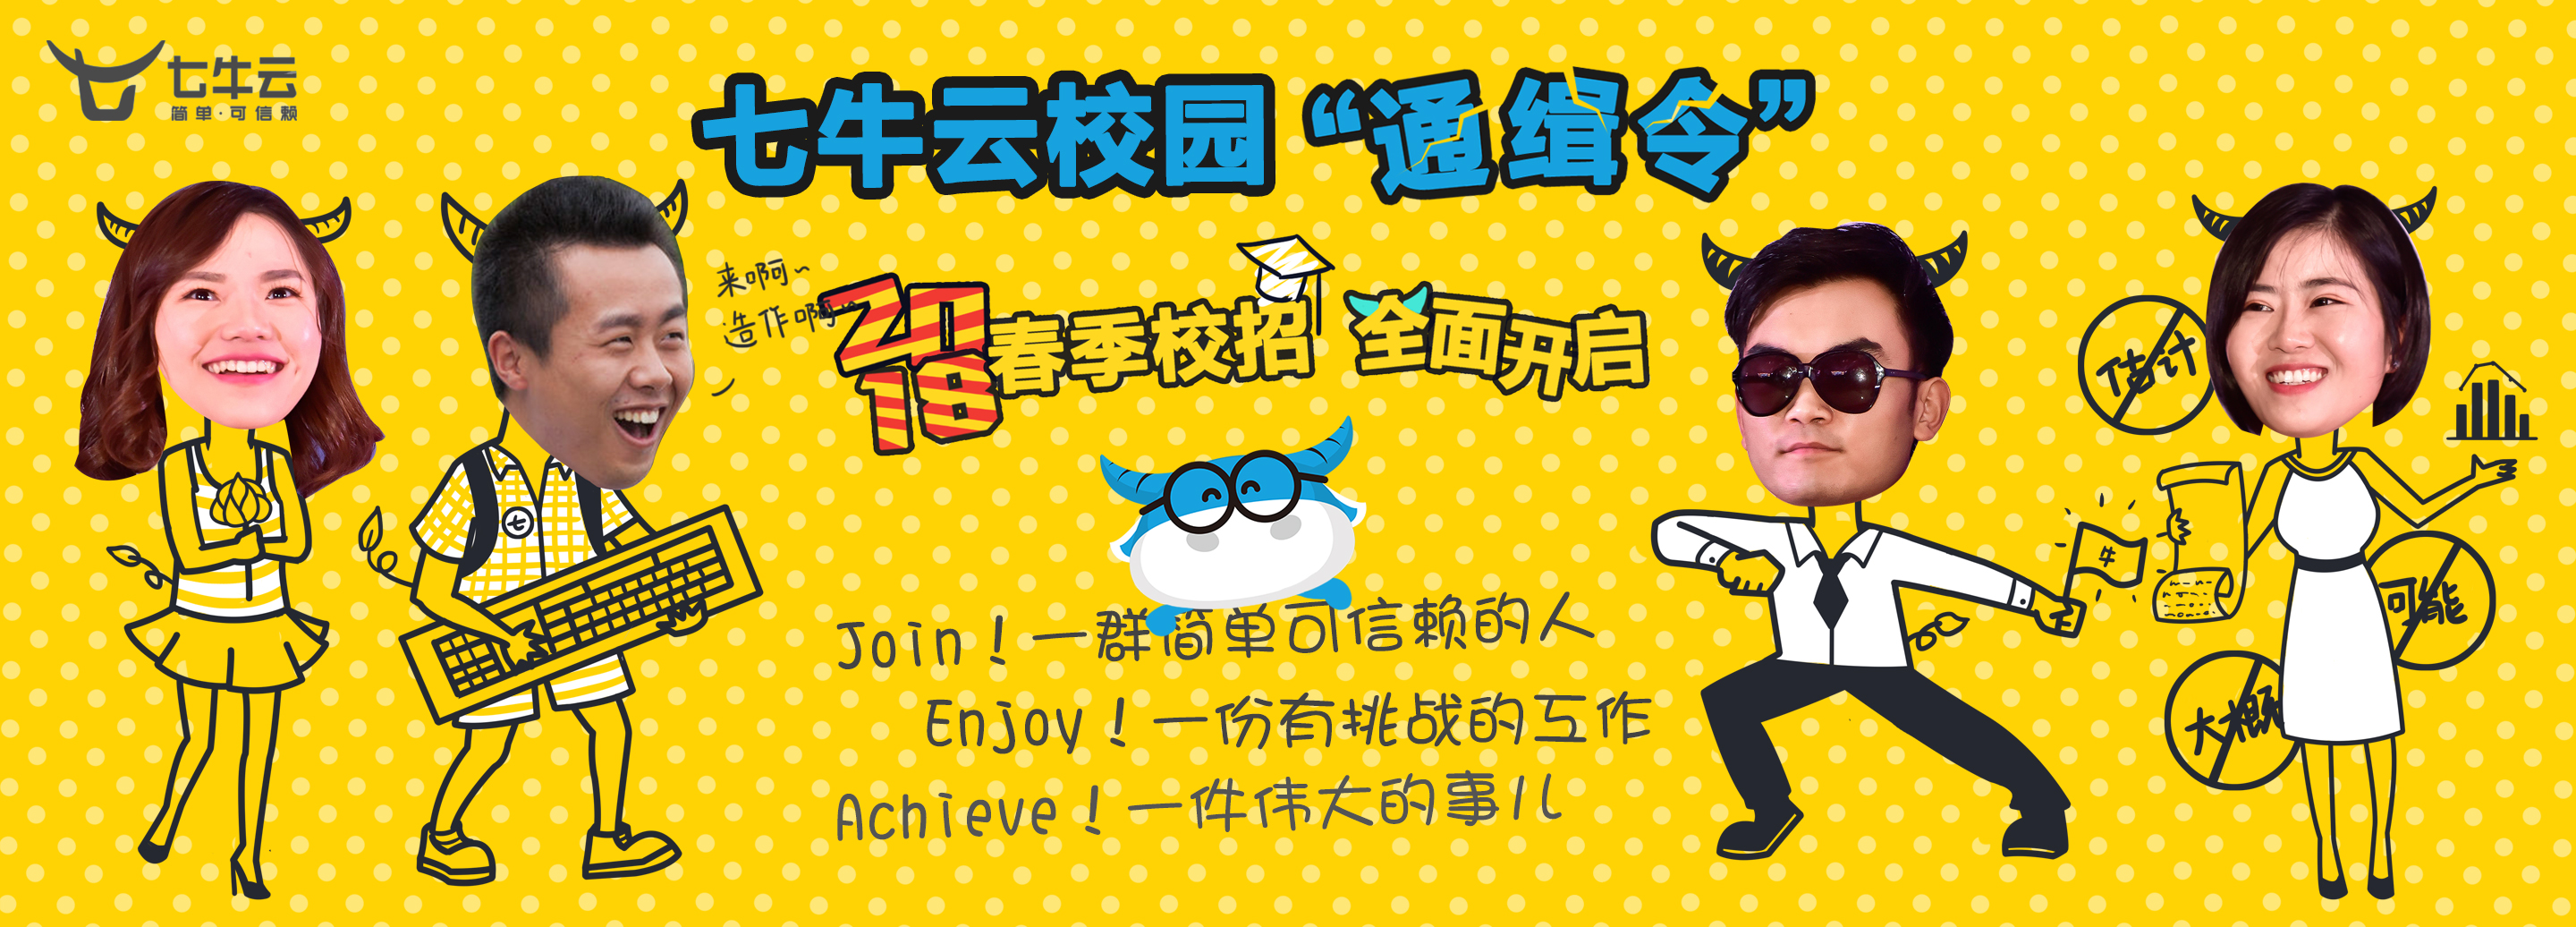 七牛云
简单·可信赖
七牛云校园“通缉令”
来啊~
造作啊~
2018春季校招 全面开启
七
牛
估计
可能
大概
Join！一群简单可信赖的人
Enjoy！一份有挑战的工作
Achieve！一件伟大的事儿